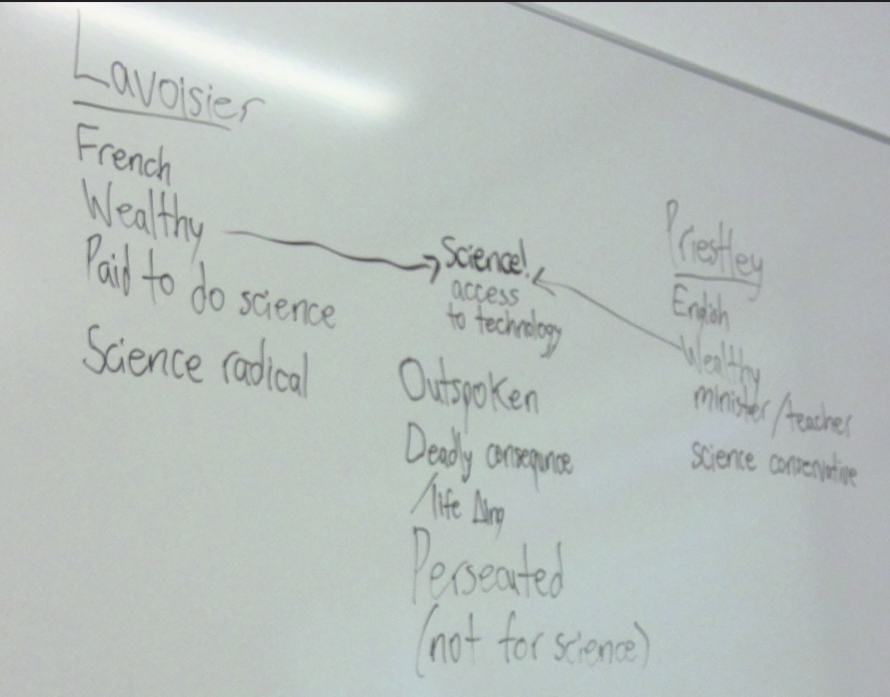 Lavoisier
French
Wealthy
Paid to do science
Science radical
Science!
access
to technology
Outspoken
Deadly consequnce
/life Δing
Persecuted
(not for science)
Priestley
English
Wealthy
minister/teacher
science conservative